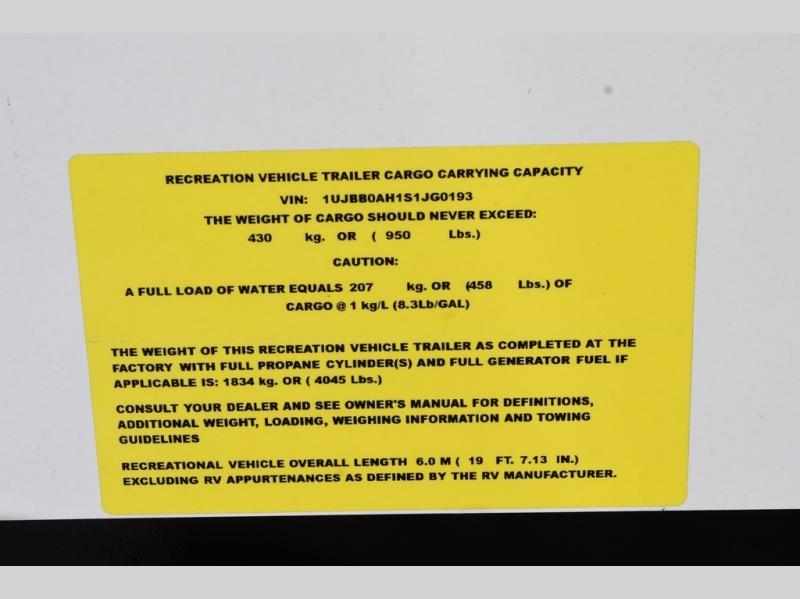 RECREATION VEHICLE TRAILER CARGO CARRYING CAPACITY
VIN: 1UJBB0AH1S1JG0193
THE WEIGHT OF CARGO SHOULD NEVER EXCEED:
430 kg. OR ( 950 Lbs.)
CAUTION:
A FULL LOAD OF WATER EQUALS 207 kg. OR (458 Lbs.) OF
CARGO @ 1 kg/L (8.3Lb/GAL)
THE WEIGHT OF THIS RECREATION VEHICLE TRAILER AS COMPLETED AT THE
FACTORY WITH FULL PROPANE CYLINDER(S) AND FULL GENERATOR FUEL IF
APPLICABLE IS: 1834 kg. OR ( 4045 Lbs.)
CONSULT YOUR DEALER AND SEE OWNER'S MANUAL FOR DEFINITIONS,
ADDITIONAL WEIGHT, LOADING, WEIGHING INFORMATION AND TOWING
GUIDELINES
RECREATIONAL VEHICLE OVERALL LENGTH 6.0 M ( 19 FT. 7.13 IN.)
EXCLUDING RV APPURTENANCES AS DEFINED BY THE RV MANUFACTURER.